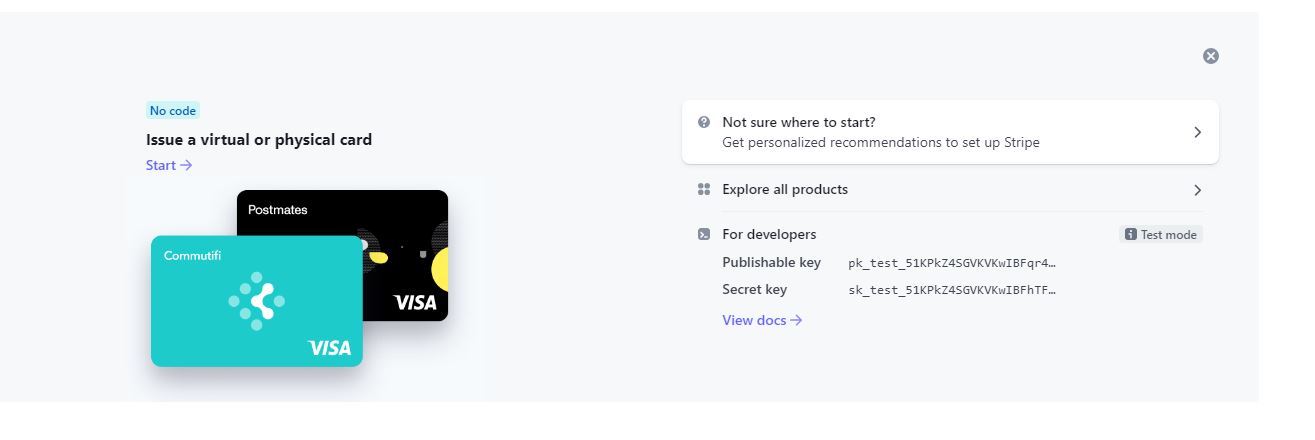 No code
Issue a virtual or physical card
Start →
Postmates
VISA
Commutifi
VISA
Not sure where to start?
Get personalized recommendations to set up Stripe
Explore all products
For developers
Test mode
Publishable key pk_test_51KPkZ4SGVKVKwIBFqr4…
Secret key sk_test_51KPkZ4SGVKVKwIBFhTF…
View docs →